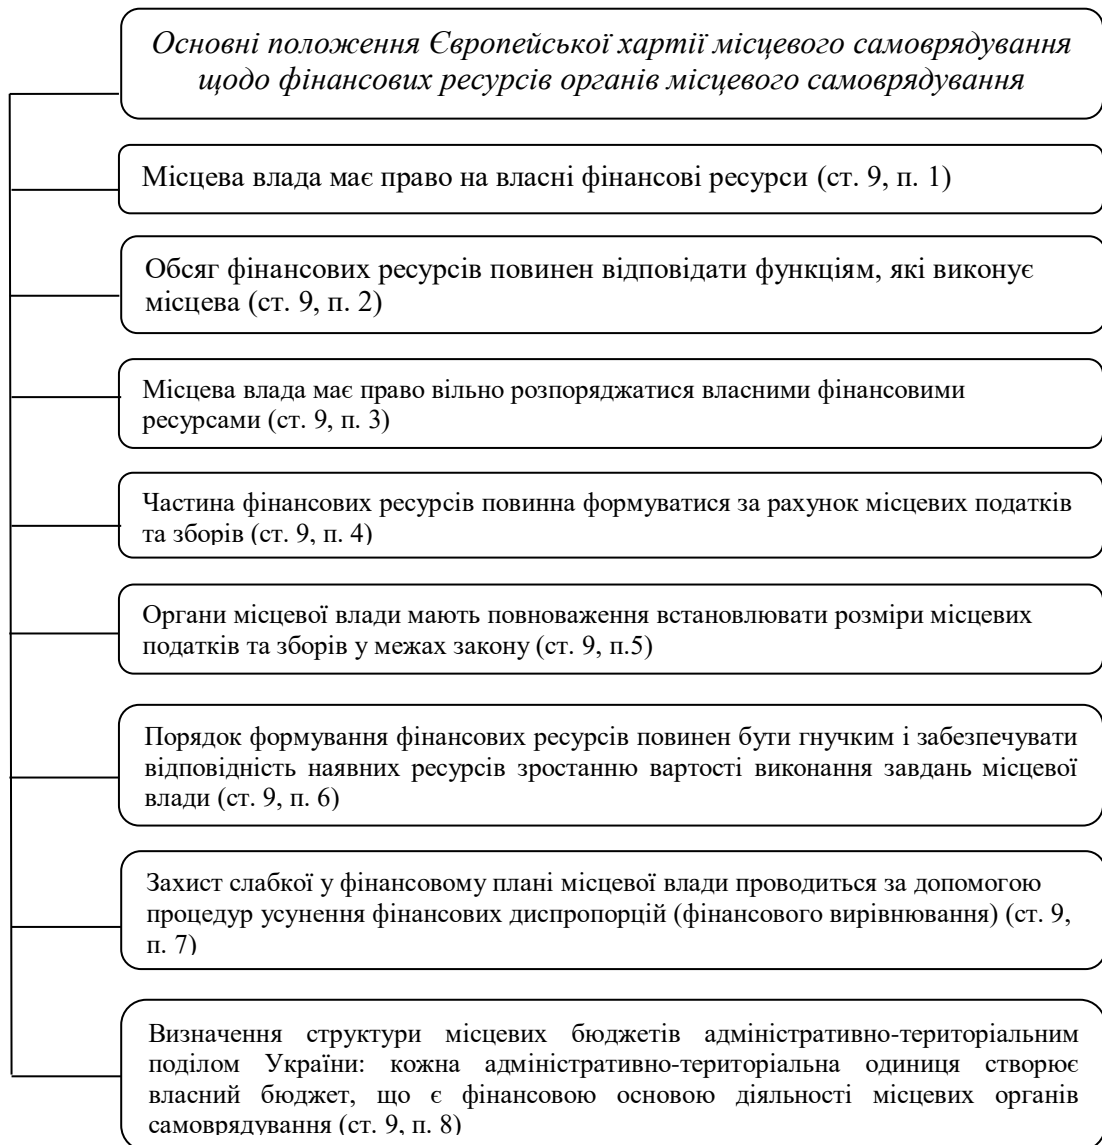 Основні положення Європейської хартії місцевого самоврядування
щодо фінансових ресурсів органів місцевого самоврядування
Місцева влада має право на власні фінансові ресурси (ст. 9, п. 1)
Обсяг фінансових ресурсів повинен відповідати функціям, які виконує
місцева (ст. 9, п. 2)
Місцева влада має право вільно розпоряджатися власними фінансовими
ресурсами (ст. 9, п. 3)
Частина фінансових ресурсів повинна формуватися за рахунок місцевих податків
та зборів (ст. 9, п. 4)
Органи місцевої влади мають повноваження встановлювати розміри місцевих
податків та зборів у межах закону (ст. 9, п.5)
Порядок формування фінансових ресурсів повинен бути гнучким і забезпечувати
відповідність наявних ресурсів зростанню вартості виконання завдань місцевої
влади (ст. 9, п. 6)
Захист слабкої у фінансовому плані місцевої влади проводиться за допомогою
процедур усунення фінансових диспропорцій (фінансового вирівнювання) (ст. 9,
п. 7)
Визначення структури місцевих бюджетів адміністративно-територіальним
поділом України: кожна адміністративно-територіальна одиниця створює
власний бюджет, що є фінансовою основою діяльності місцевих органів
самоврядування (ст. 9, п. 8)